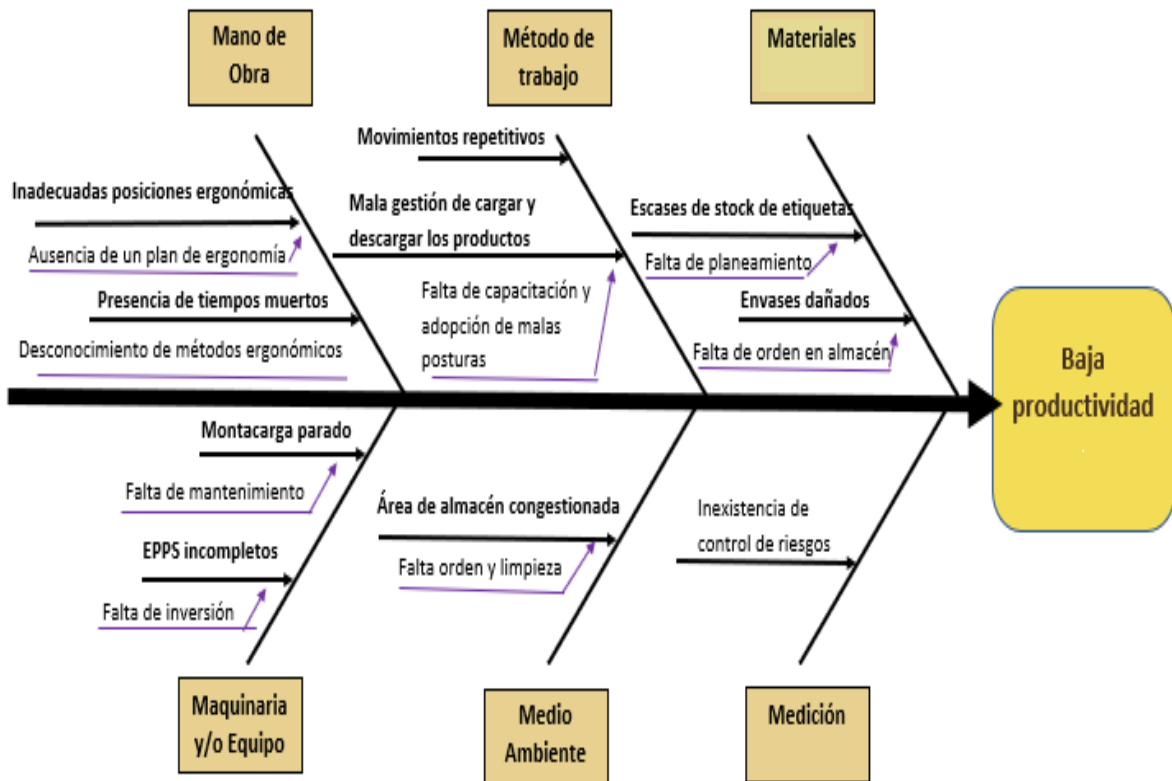 Mano de
Obra
Método de
trabajo
Materiales
Movimientos repetitivos
Inadecuadas posiciones ergonómicas
Ausencia de un plan de ergonomía
Presencia de tiempos muertos
Desconocimiento de métodos ergonómicos
Mala gestión de cargar y
descargar los productos
Falta de capacitación y
adopción de malas
posturas
Escases de stock de etiquetas
Falta de planeamiento
Envases dañados
Falta de orden en almacén
Baja
productividad
Montacarga parado
Falta de mantenimiento
EPPS incompletos
Falta de inversión
Área de almacén congestionada
Falta orden y limpieza
Inexistencia de
control de riesgos
Maquinaria
y/o Equipo
Medio
Ambiente
Medición